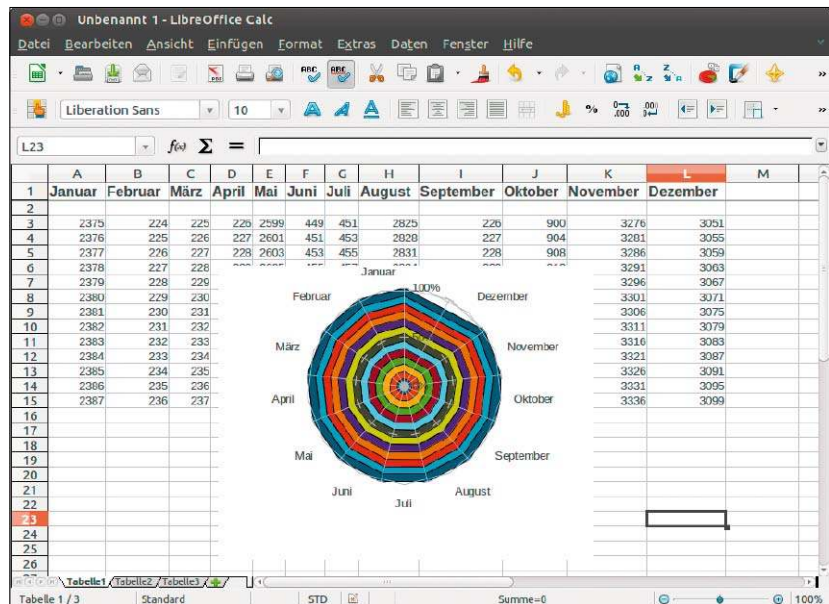 Unbenannt 1 - LibreOffice Calc
Datei Bearbeiten Ansicht Einfügen Format Extras Daten Fenster Hilfe
Liberation Sans 10
L23 f(x) Σ =
A B C D E F G H I J K L M
1 Januar Februar März April Mai Juni Juli August September Oktober November Dezember
2
3 2375 224 225 226 2599 449 451 2825 226 900 3276 3051
4 2376 225 226 227 2601 451 453 2828 227 904 3281 3055
5 2377 226 227 228 2603 453 455 2831 228 908 3286 3059
6 2378 227 228 3291 3063
7 2379 228 229 3296 3067
8 2380 229 230 3301 3071
9 2381 230 231 3306 3075
10 2382 231 232 3311 3079
11 2383 232 233 3316 3083
12 2384 233 234 3321 3087
13 2385 234 235 3326 3091
14 2386 235 236 3331 3095
15 2387 236 237 3336 3099
16
17
18
19
20
21
22
23
24
25
26
Januar
100%
Februar Dezember
März November
April Oktober
Mai September
Juni August
Juli
Tabelle1 Tabelle2 Tabelle3
Tabelle 1 / 3 Standard STD Summe=0 100%